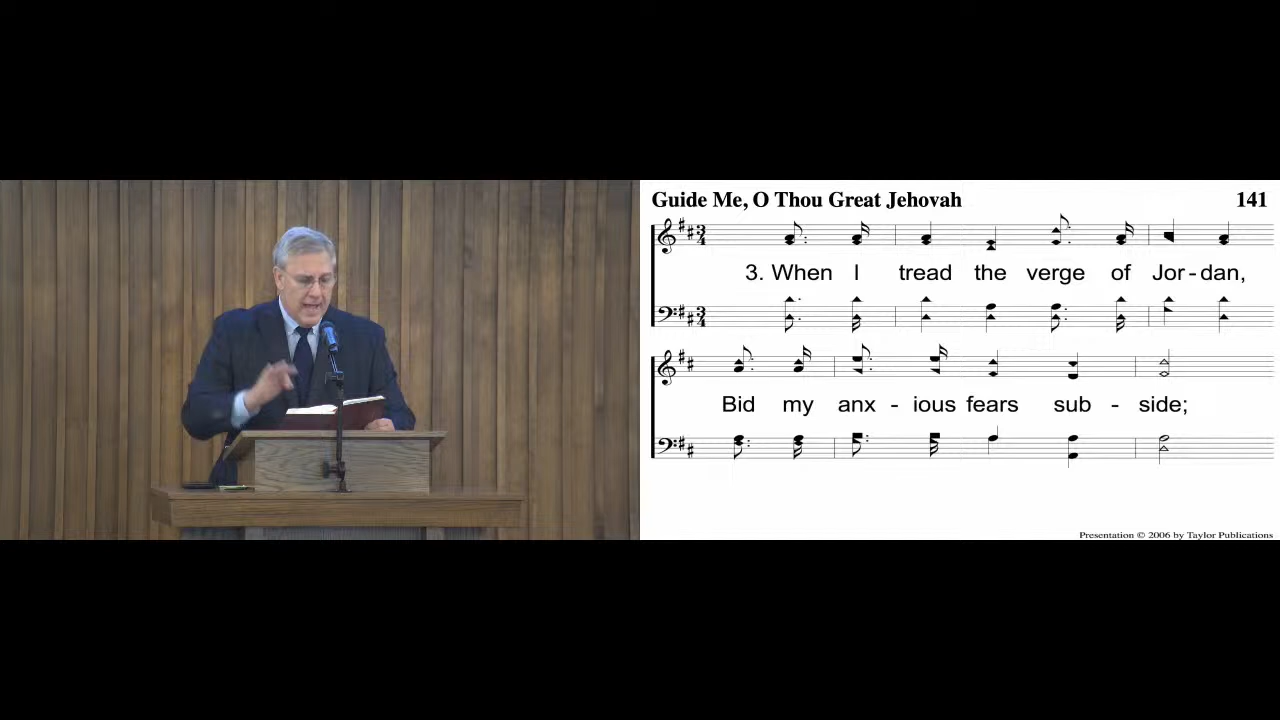 Guide Me, O Thou Great Jehovah 141
3. When I tread the verge of Jor-dan,
Bid my anx - ious fears sub - side;
Presentation © 2006 by Taylor Publications